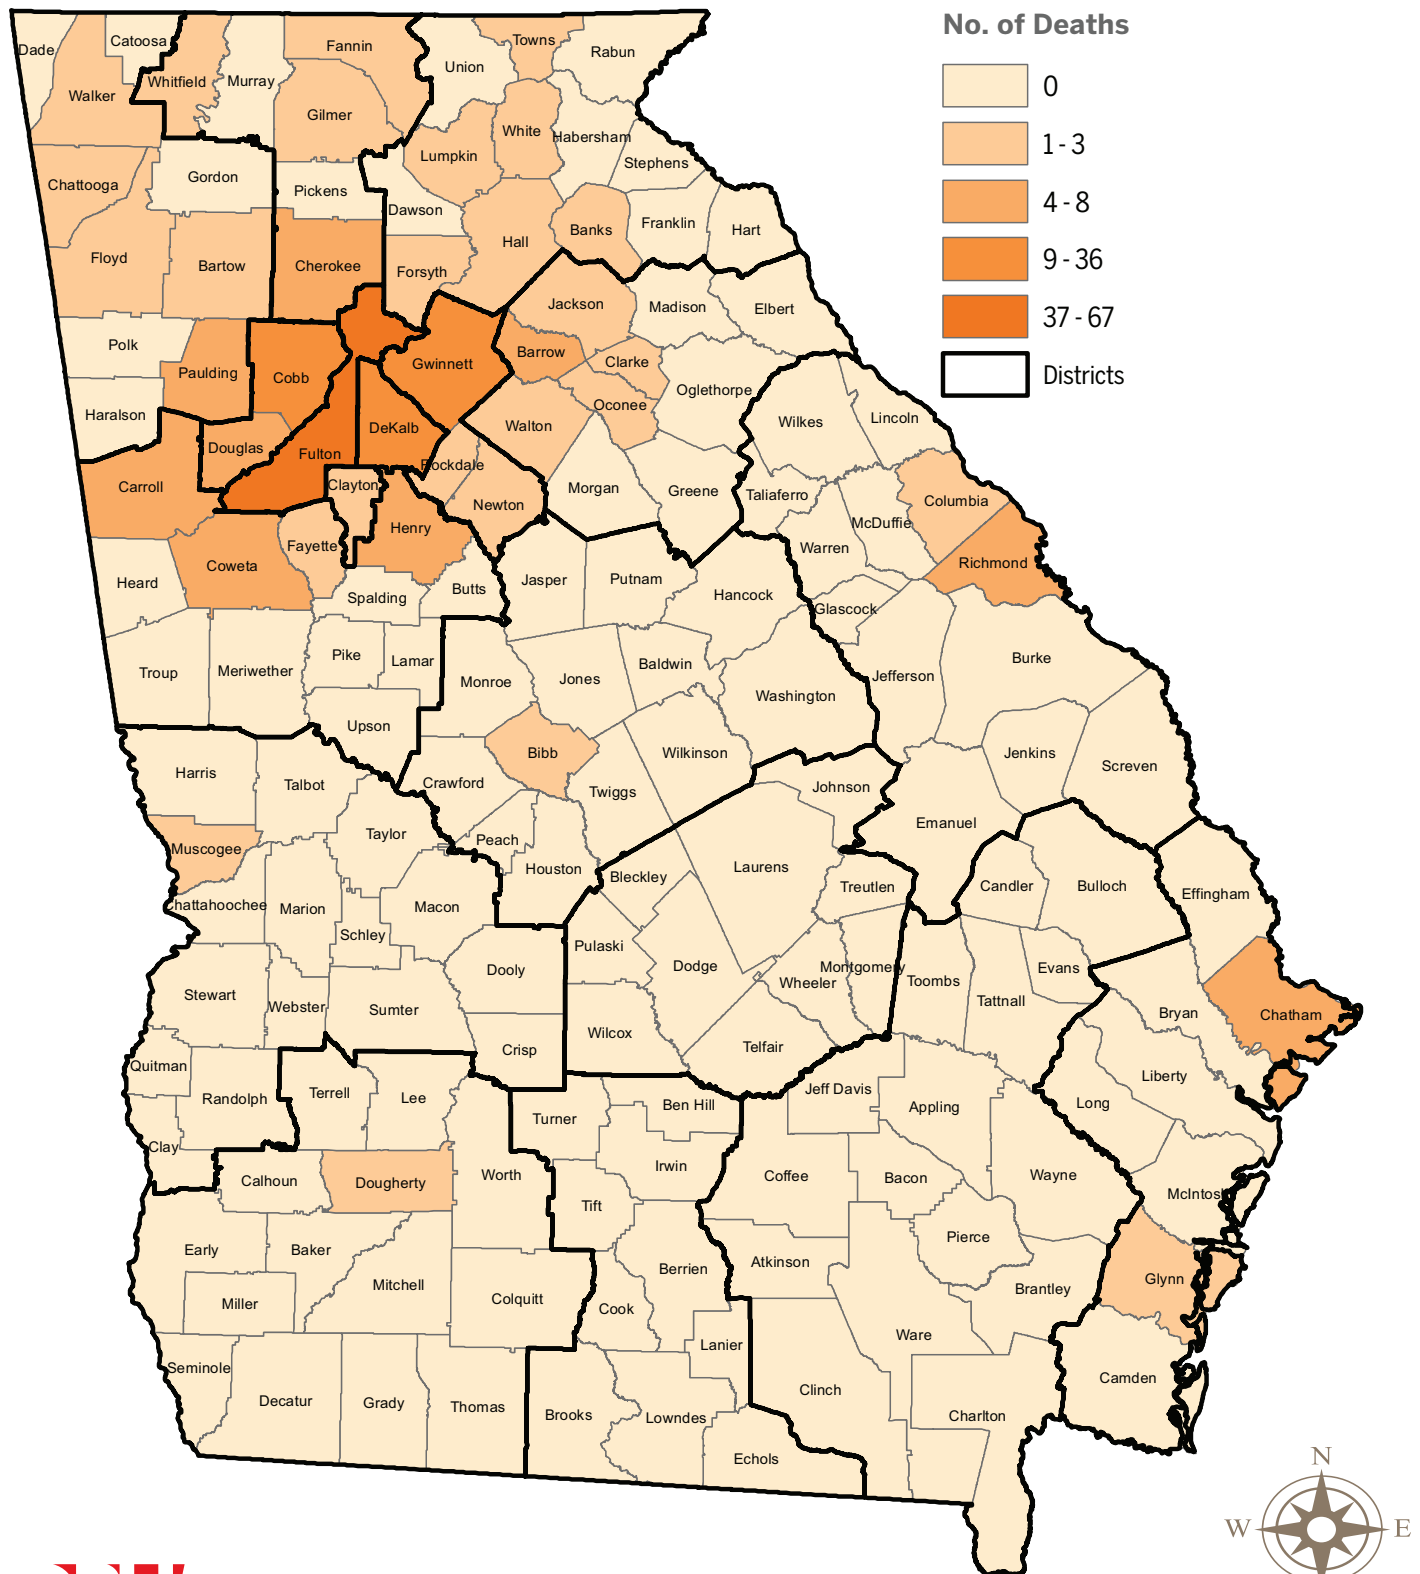 No. of Deaths
0
1 - 3
4 - 8
9 - 36
37 - 67
Districts
Dade
Catoosa
Whitfield
Murray
Fannin
Union
Towns
Rabun
Walker
Gilmer
White
Habersham
Lumpkin
Stephens
Chattooga
Gordon
Pickens
Dawson
Hall
Banks
Franklin
Hart
Floyd
Bartow
Cherokee
Forsyth
Jackson
Madison
Elbert
Polk
Paulding
Cobb
Gwinnett
Barrow
Clarke
Oglethorpe
Haralson
Oconee
Wilkes
Lincoln
Douglas
DeKalb
Walton
Fulton
Rockdale
Carroll
Clayton
Newton
Morgan
Greene
Taliaferro
Columbia
McDuffie
Henry
Fayette
Coweta
Warren
Richmond
Heard
Spalding
Butts
Jasper
Putnam
Hancock
Glascock
Troup
Meriwether
Pike
Lamar
Monroe
Jones
Baldwin
Washington
Jefferson
Burke
Upson
Bibb
Wilkinson
Jenkins
Screven
Harris
Talbot
Crawford
Twiggs
Johnson
Emanuel
Muscogee
Taylor
Peach
Houston
Bleckley
Laurens
Treutlen
Candler
Bulloch
Effingham
Chattahoochee
Marion
Macon
Schley
Pulaski
Dooly
Dodge
Wheeler
Montgomery
Toombs
Tattnall
Evans
Stewart
Webster
Sumter
Wilcox
Bryan
Chatham
Crisp
Telfair
Quitman
Randolph
Terrell
Lee
Turner
Ben Hill
Jeff Davis
Appling
Long
Liberty
Clay
Calhoun
Dougherty
Worth
Irwin
Coffee
Bacon
Wayne
McIntosh
Tift
Early
Baker
Mitchell
Berrien
Atkinson
Pierce
Brantley
Glynn
Miller
Colquitt
Cook
Lanier
Ware
Seminole
Decatur
Grady
Thomas
Brooks
Lowndes
Clinch
Charlton
Camden
Echols
N
W
E